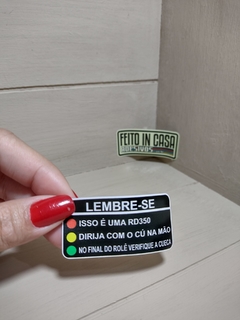 FEITO IN CASA
ADESIVOS
LEMBRE-SE
ISSO É UMA RD350
DIRIJA COM O CÚ NA MÃO
NO FINAL DO ROLÊ VERIFIQUE A CUECA